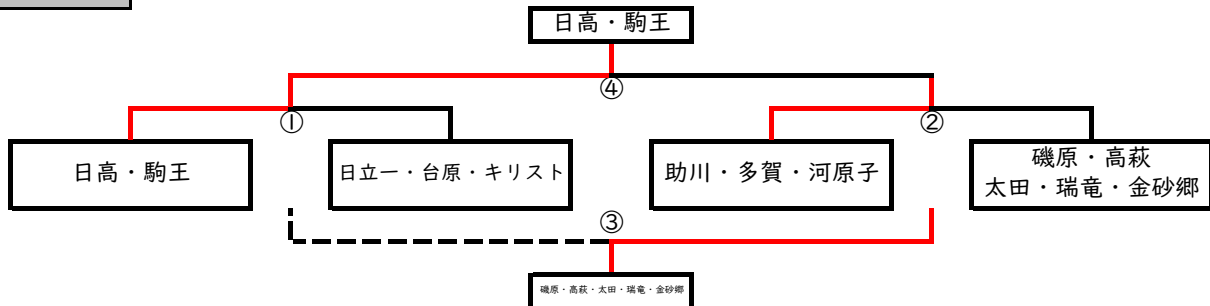 日高・駒王
④
①
②
日高・駒王
日立一・台原・キリスト
助川・多賀・河原子
磯原・高萩
太田・瑞竜・金砂郷
③
磯原・高萩・太田・瑞竜・金砂郷